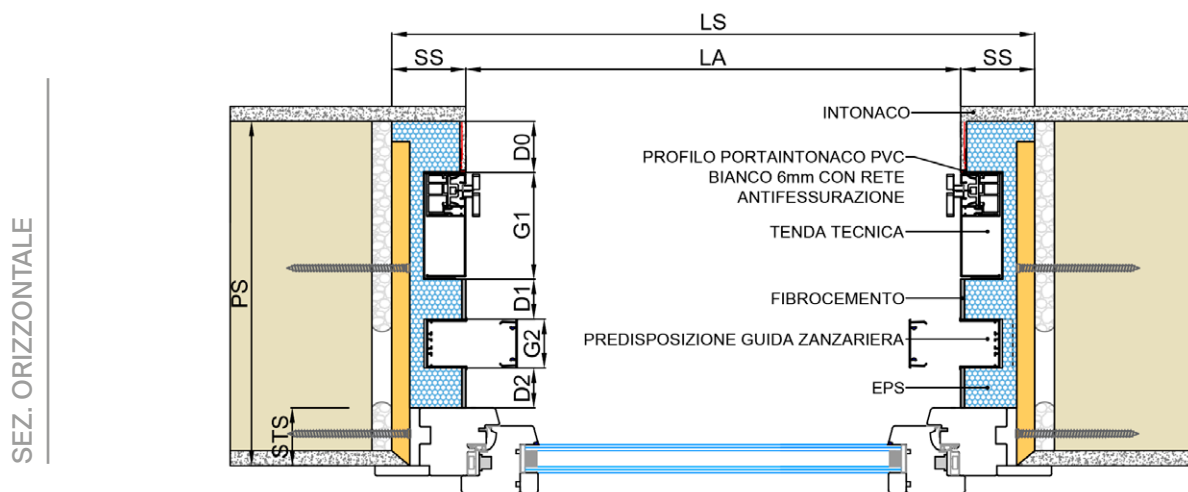 SEZ. ORIZZONTALE
LS
SS
LA
SS
INTONACO
D0
PROFILO PORTAINTONACO PVC
BIANCO 6mm CON RETE
ANTIFESSURAZIONE
G1
TENDA TECNICA
PS
D1
FIBROCEMENTO
G2
PREDISPOSIZIONE GUIDA ZANZARIERA
D2
EPS
STS